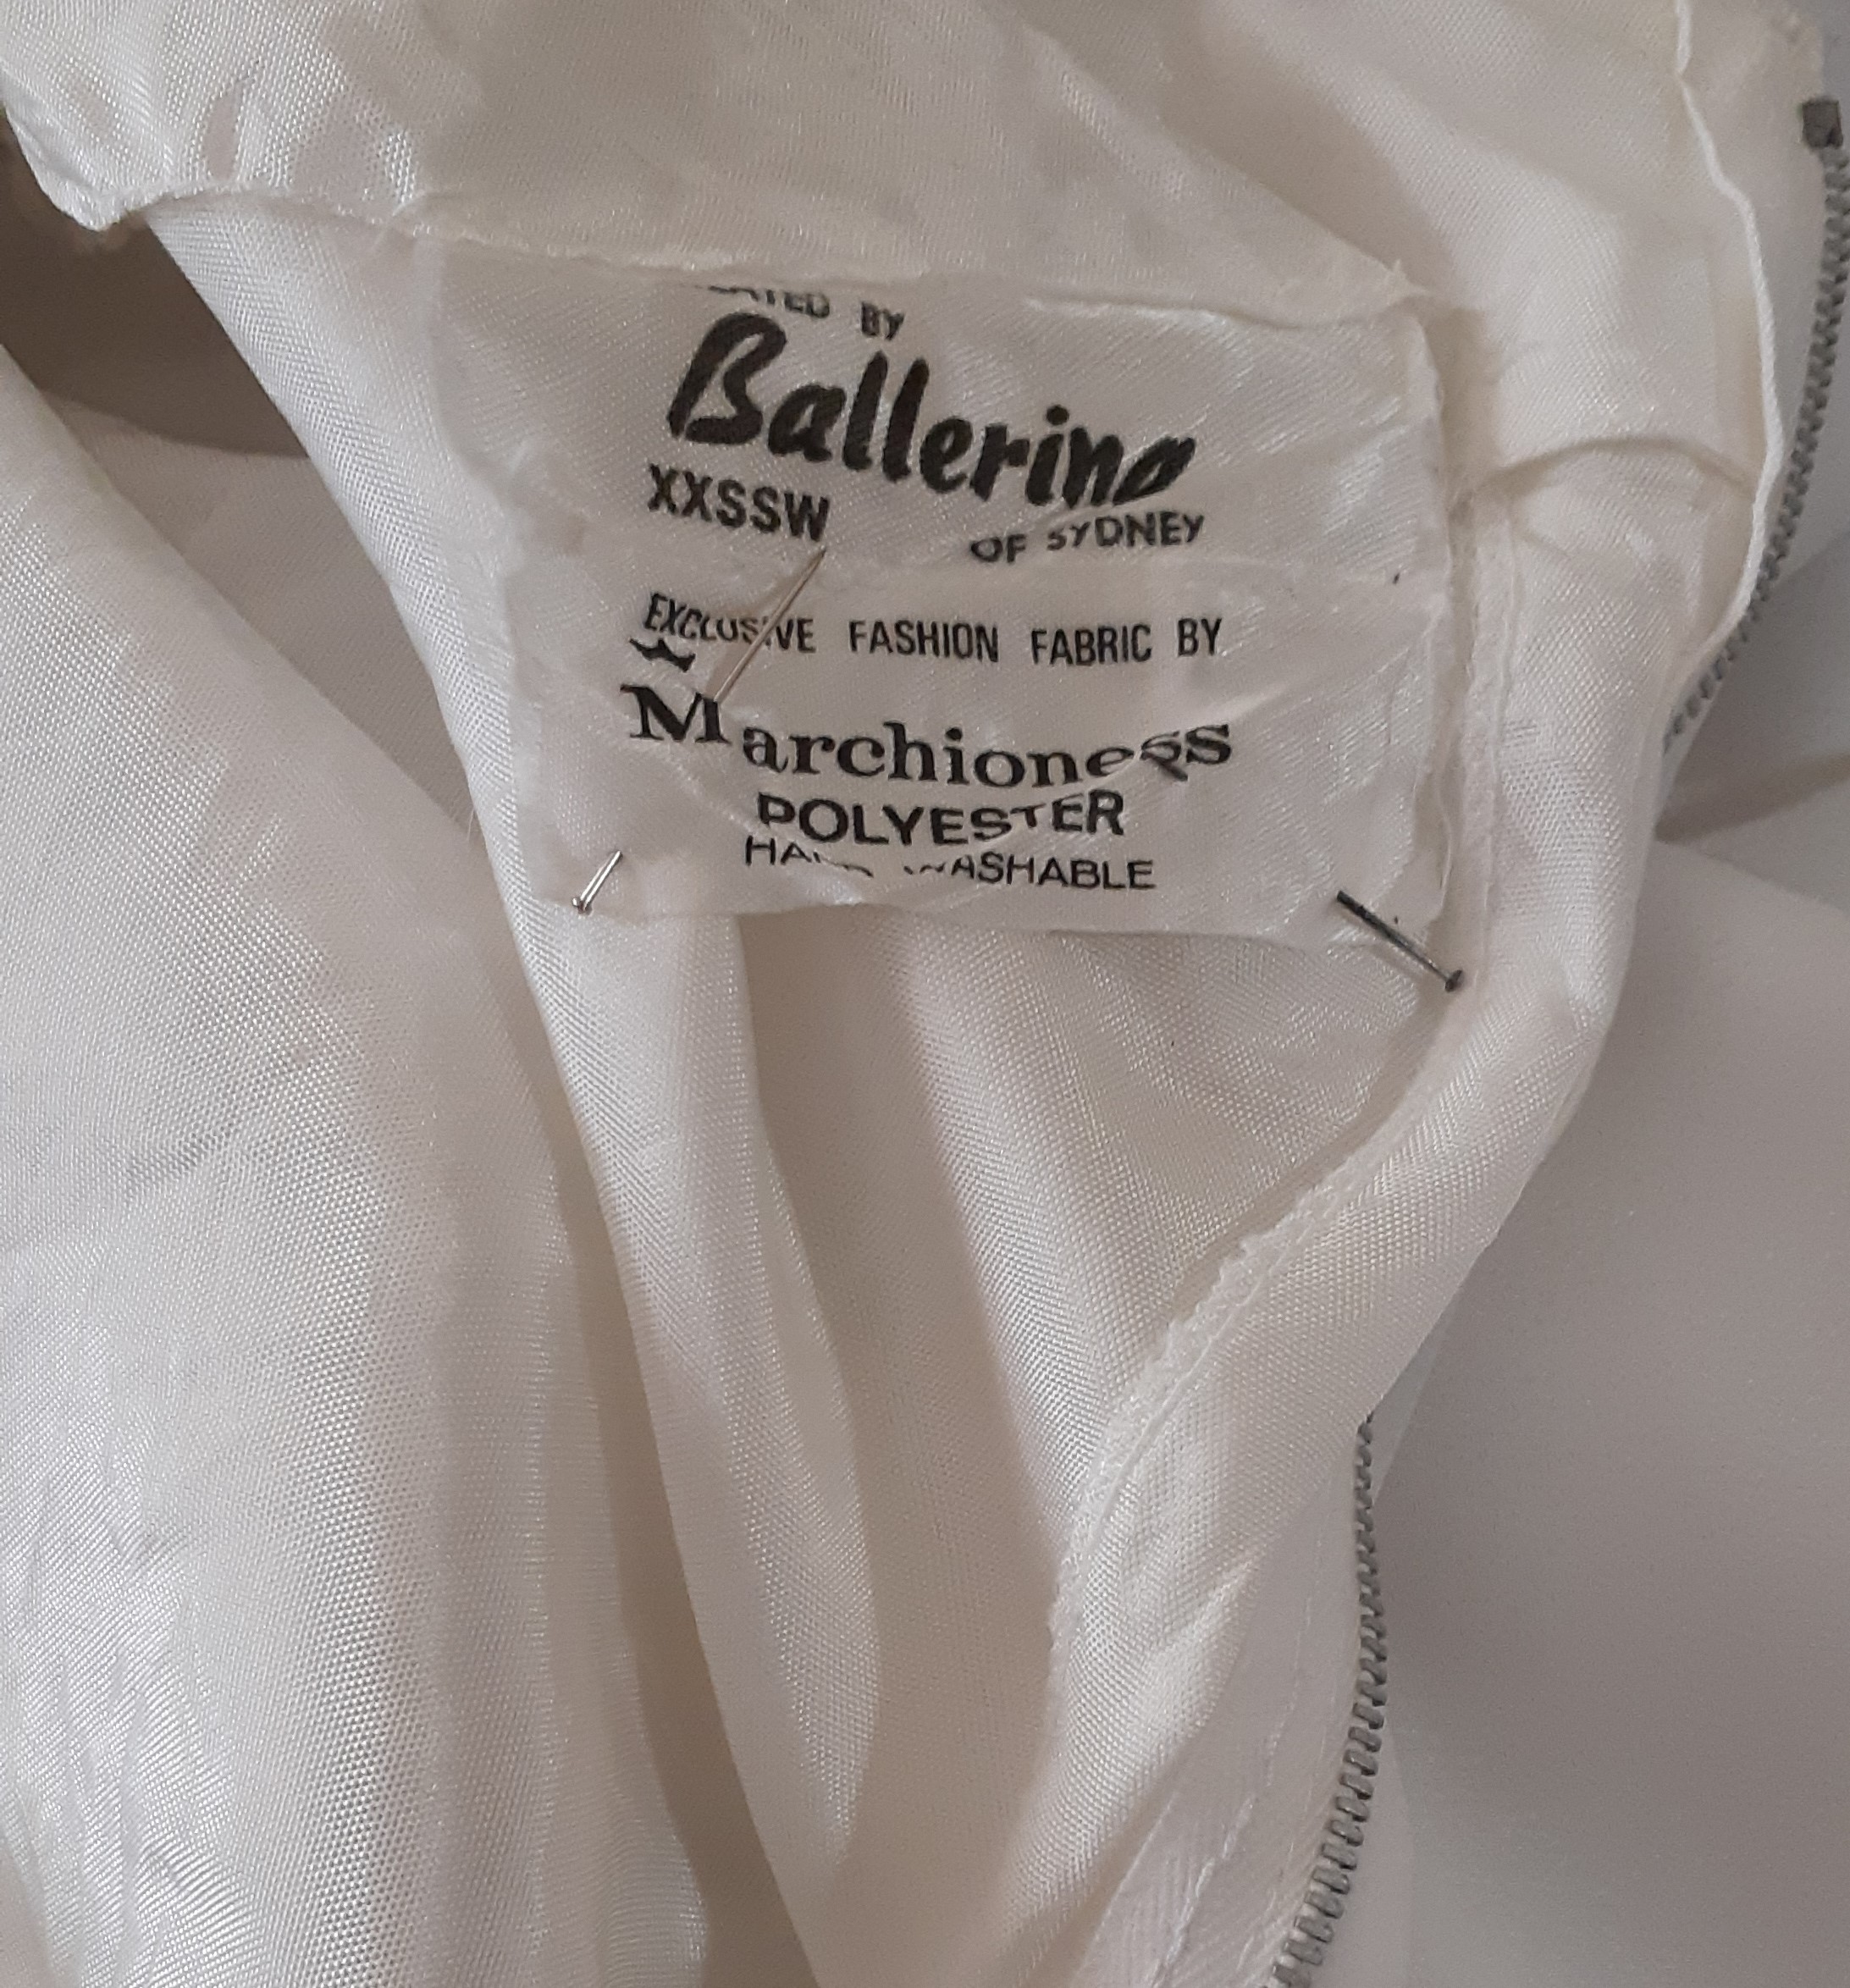 BY
Ballerina
XXSSW
OF SYDNEY
EXCLUSIVE FASHION FABRIC BY
Marchioness
POLYESTER
WASHABLE